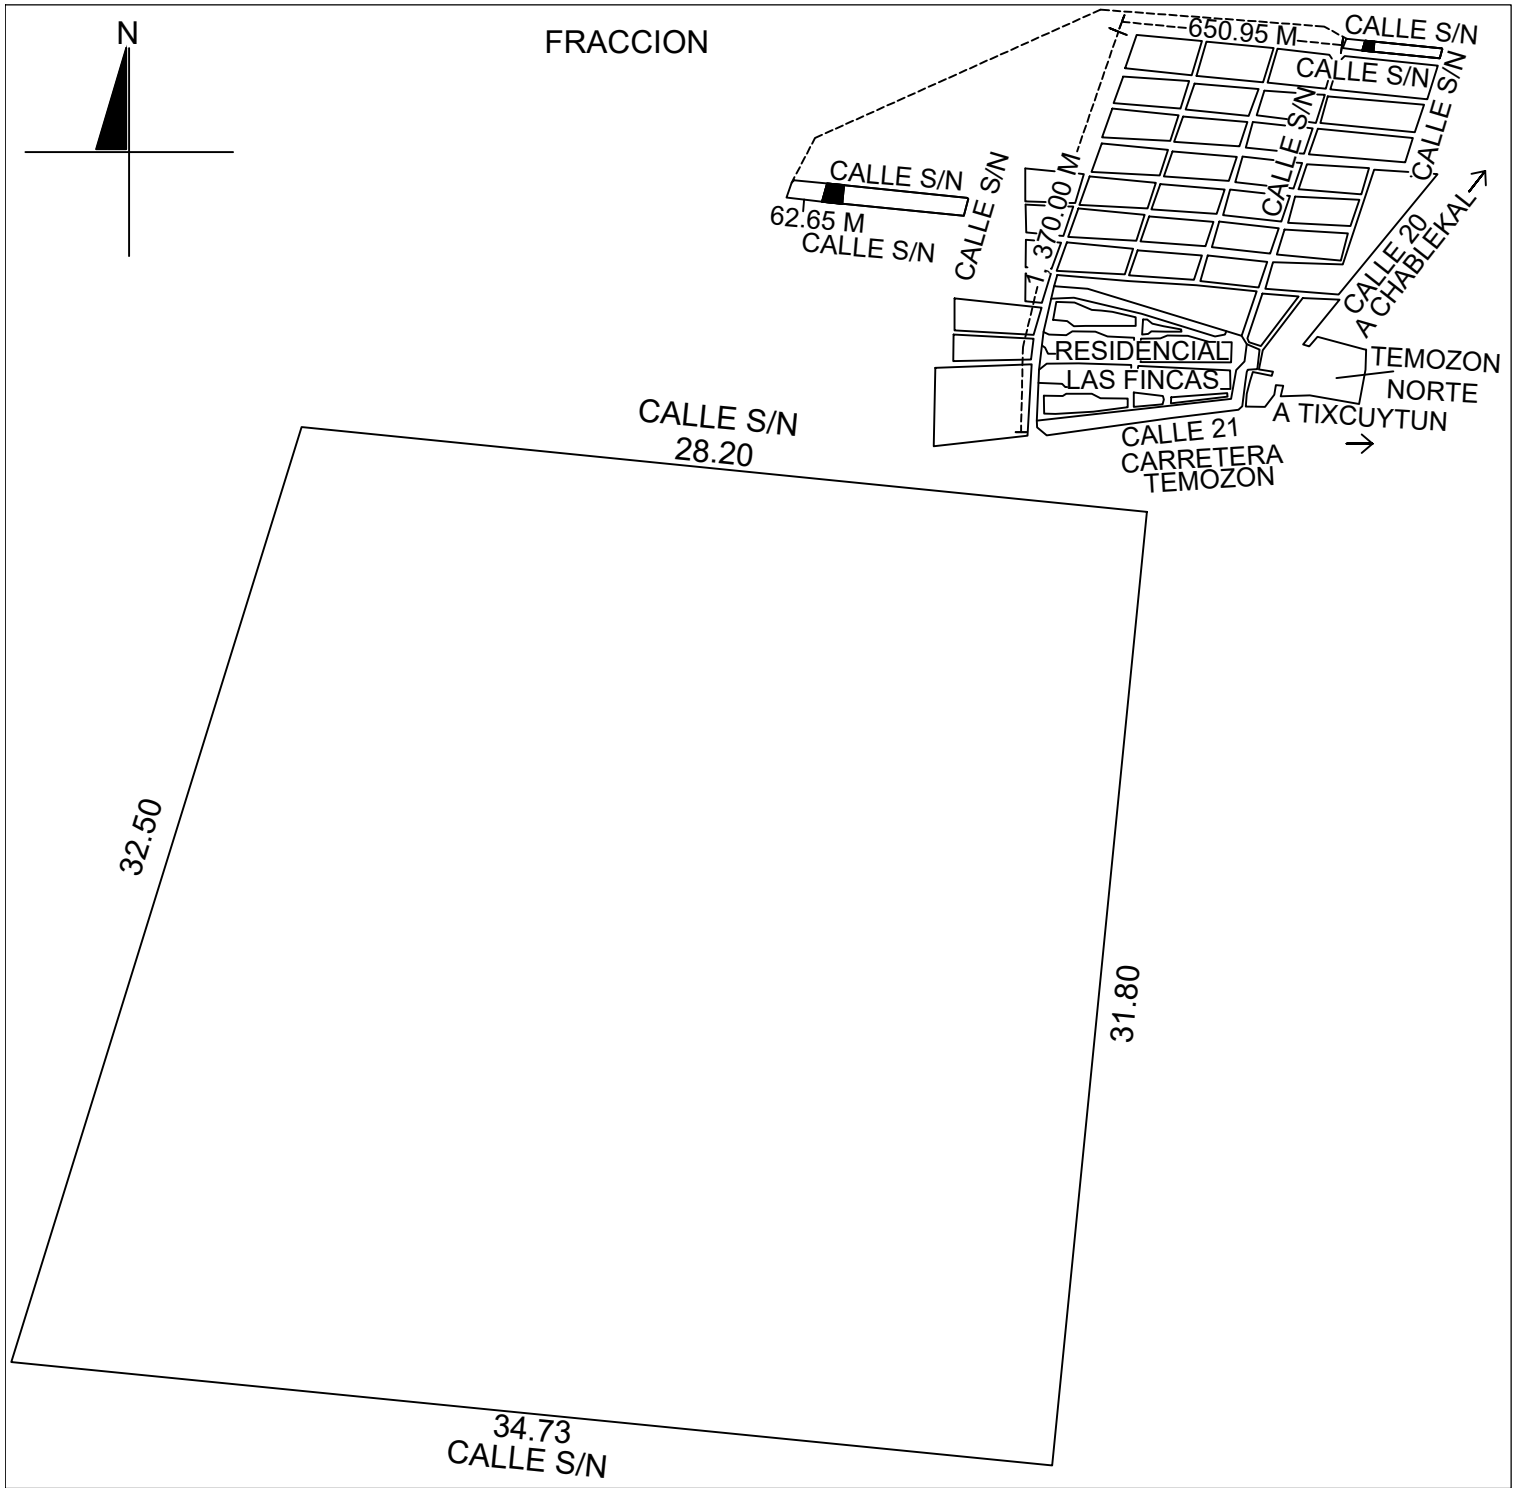 N
FRACCION
650.95 M
CALLE S/N
CALLE S/N
CALLE S/N
CALLE S/N
CALLE S/N
62.65 M
CALLE S/N
CALLE S/N
1, 370.00 M
CALLE 20
A CHABLEKAL
RESIDENCIAL
LAS FINCAS
TEMOZON
NORTE
A TIXCUYTUN
CALLE 21
CARRETERA
TEMOZON
CALLE S/N
28.20
32.50
31.80
34.73
CALLE S/N